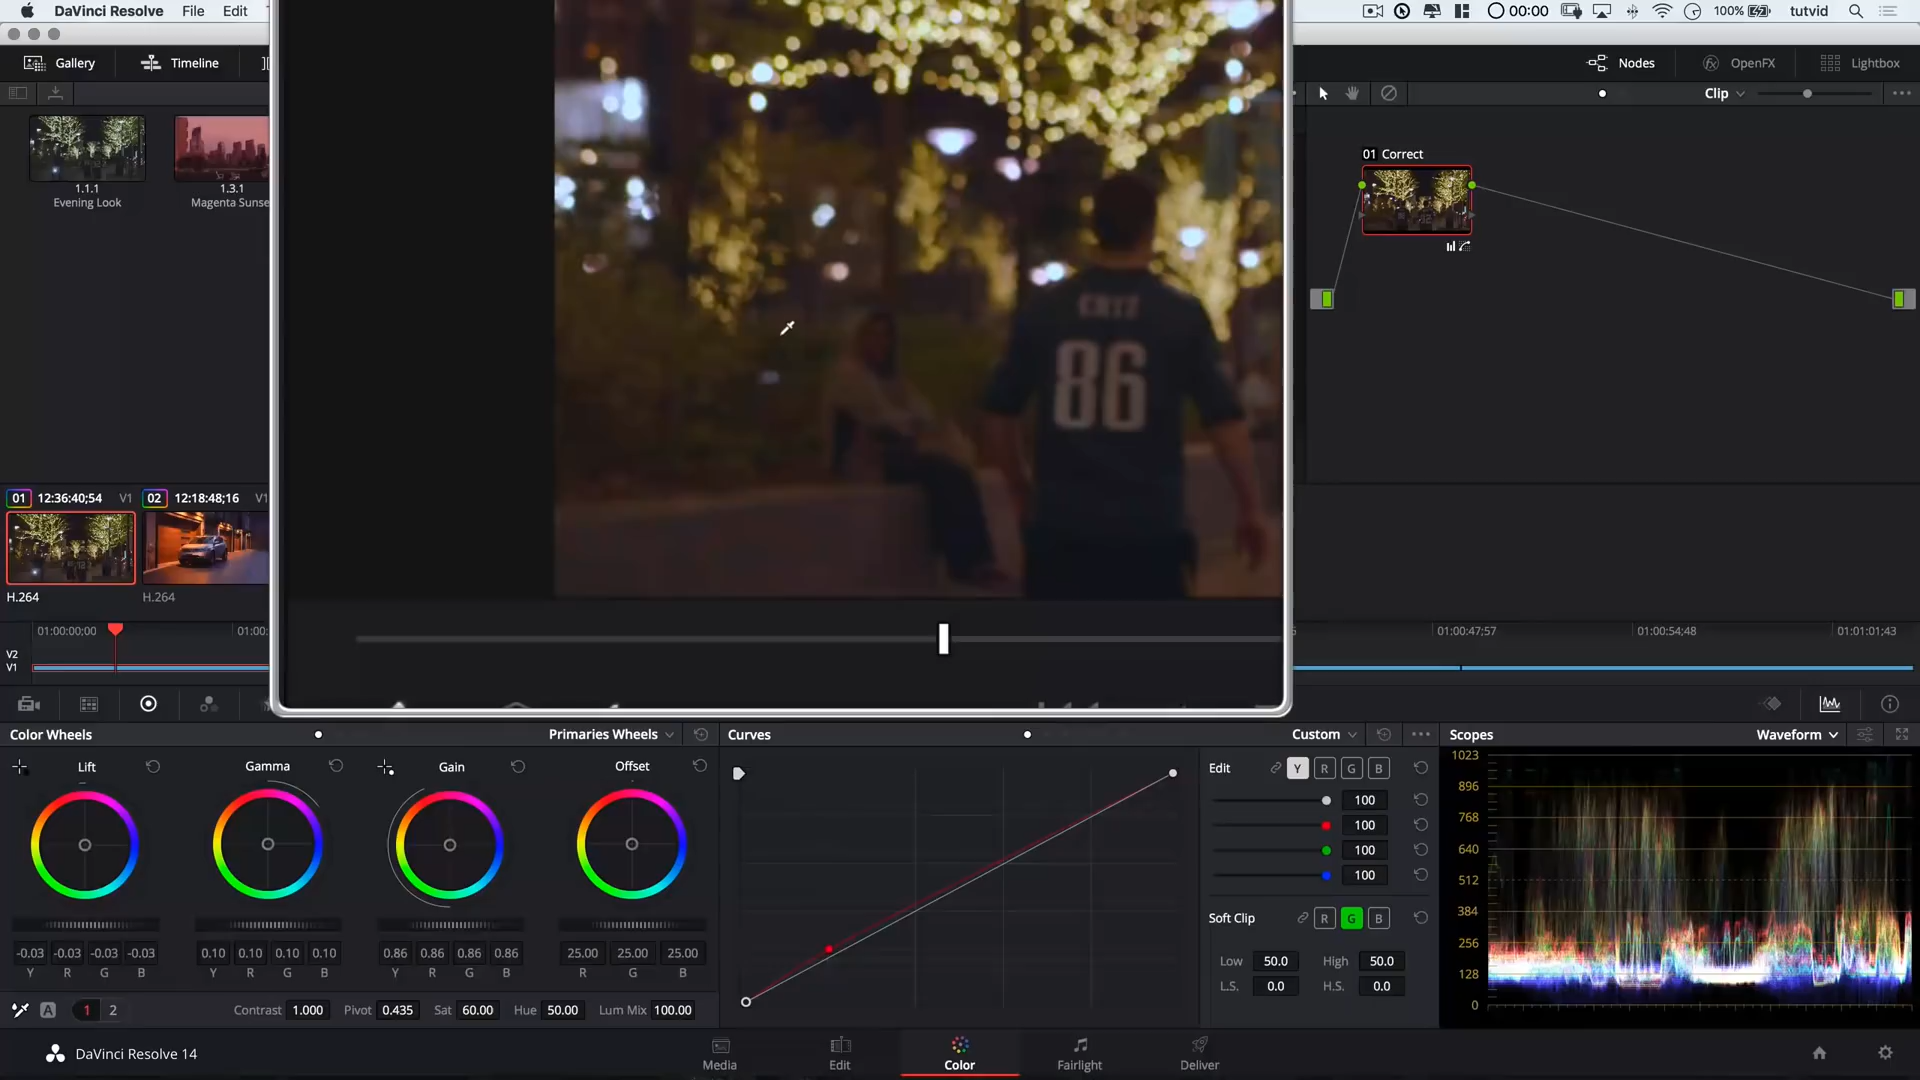 DaVinci Resolve File Edit
00:00 100% tutvid
Gallery Timeline
Nodes OpenFX Lightbox
Clip
1.1.1
Evening Look
1.3.1
Magenta Sunse
01 Correct
86
01 12:36:40;54 V1 02 12:18:48;16 V1
H.264 H.264
01:00:00;00 01:00: 01:00:47;57 01:00:54;48 01:01:01;43
V2
V1
Color Wheels Primaries Wheels
Lift Gamma Gain Offset
-0.03 -0.03 -0.03 -0.03 0.10 0.10 0.10 0.10 0.86 0.86 0.86 0.86 25.00 25.00 25.00
Y R G B Y R G B Y R G B R G B
A 1 2 Contrast 1.000 Pivot 0.435 Sat 60.00 Hue 50.00 Lum Mix 100.00
Curves Custom
Edit Y R G B
100
100
100
100
Soft Clip R G B
Low 50.0 High 50.0
L.S. 0.0 H.S. 0.0
Scopes Waveform
1023
896
768
640
512
384
256
128
0
DaVinci Resolve 14
Media Edit Color Fairlight Deliver